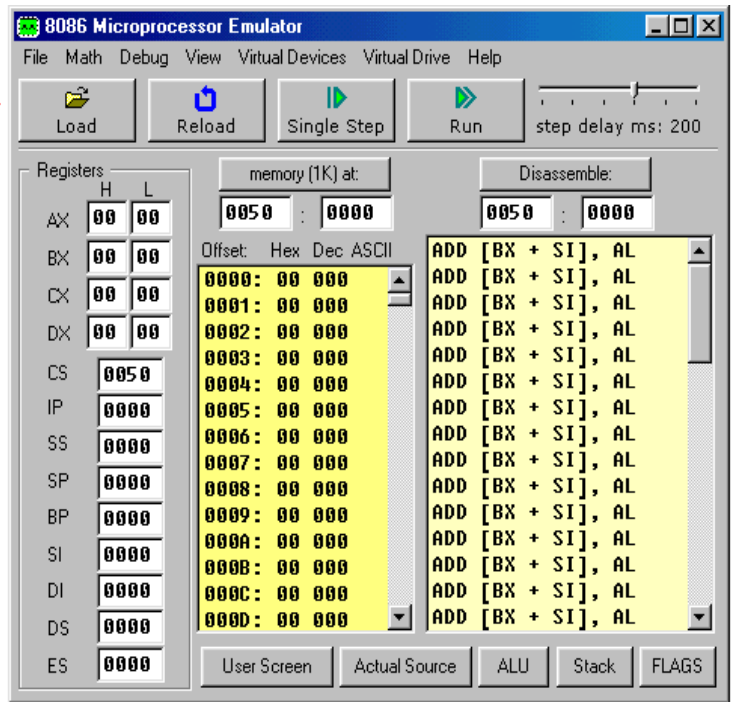 8086 Microprocessor Emulator
File Math Debug View Virtual Devices Virtual Drive Help
Load Reload Single Step Run step delay ms: 200
Registers
H L
AX 00 00
BX 00 00
CX 00 00
DX 00 00
CS 0050
IP 0000
SS 0000
SP 0000
BP 0000
SI 0000
DI 0000
DS 0000
ES 0000
memory (1K) at:
0050 : 0000
Offset: Hex Dec ASCII
0000: 00 000
0001: 00 000
0002: 00 000
0003: 00 000
0004: 00 000
0005: 00 000
0006: 00 000
0007: 00 000
0008: 00 000
0009: 00 000
000A: 00 000
000B: 00 000
000C: 00 000
000D: 00 000
Disassemble:
0050 : 0000
ADD [BX + SI], AL
ADD [BX + SI], AL
ADD [BX + SI], AL
ADD [BX + SI], AL
ADD [BX + SI], AL
ADD [BX + SI], AL
ADD [BX + SI], AL
ADD [BX + SI], AL
ADD [BX + SI], AL
ADD [BX + SI], AL
ADD [BX + SI], AL
ADD [BX + SI], AL
ADD [BX + SI], AL
ADD [BX + SI], AL
User Screen Actual Source ALU Stack FLAGS